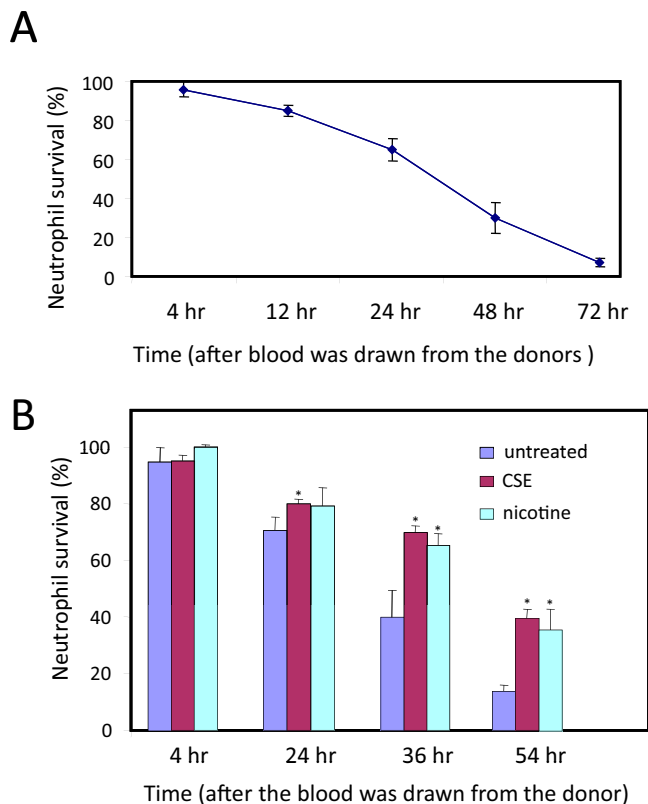 A
Neutrophil survival (%)
100
80
60
40
20
0
4 hr 12 hr 24 hr 48 hr 72 hr
Time (after blood was drawn from the donors )
B
Neutrophil survival (%)
100
80
60
40
20
0
untreated
CSE
nicotine
*
* *
* *
4 hr 24 hr 36 hr 54 hr
Time (after the blood was drawn from the donor)